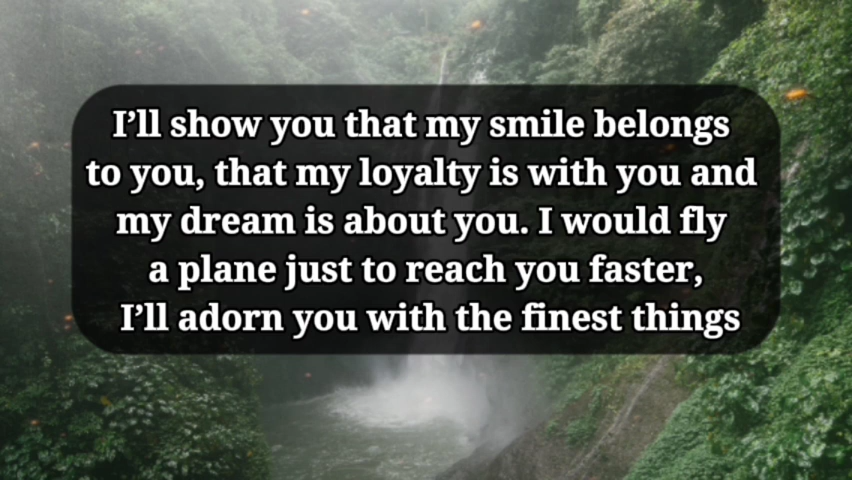 I’ll show you that my smile belongs
to you, that my loyalty is with you and
my dream is about you. I would fly
a plane just to reach you faster,
I’ll adorn you with the finest things